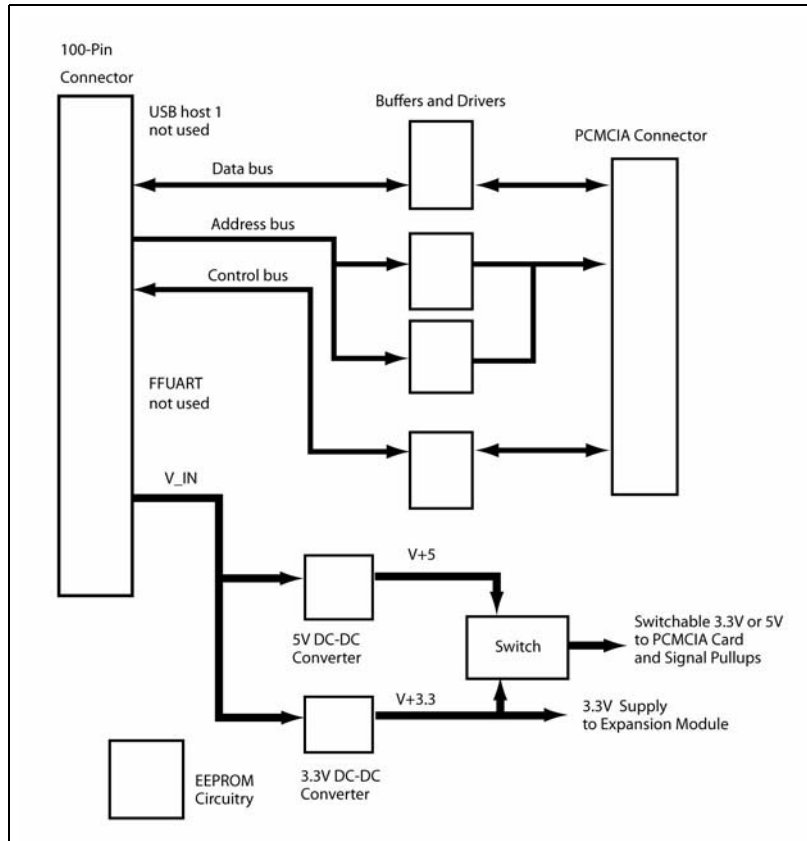 100-Pin
Connector
USB host 1
not used
Buffers and Drivers
PCMCIA Connector
Data bus
Address bus
Control bus
FFUART
not used
V_IN
V+5
5V DC-DC
Converter
Switch
Switchable 3.3V or 5V
to PCMCIA Card
and Signal Pullups
V+3.3
3.3V Supply
to Expansion Module
3.3V DC-DC
Converter
EEPROM
Circuitry